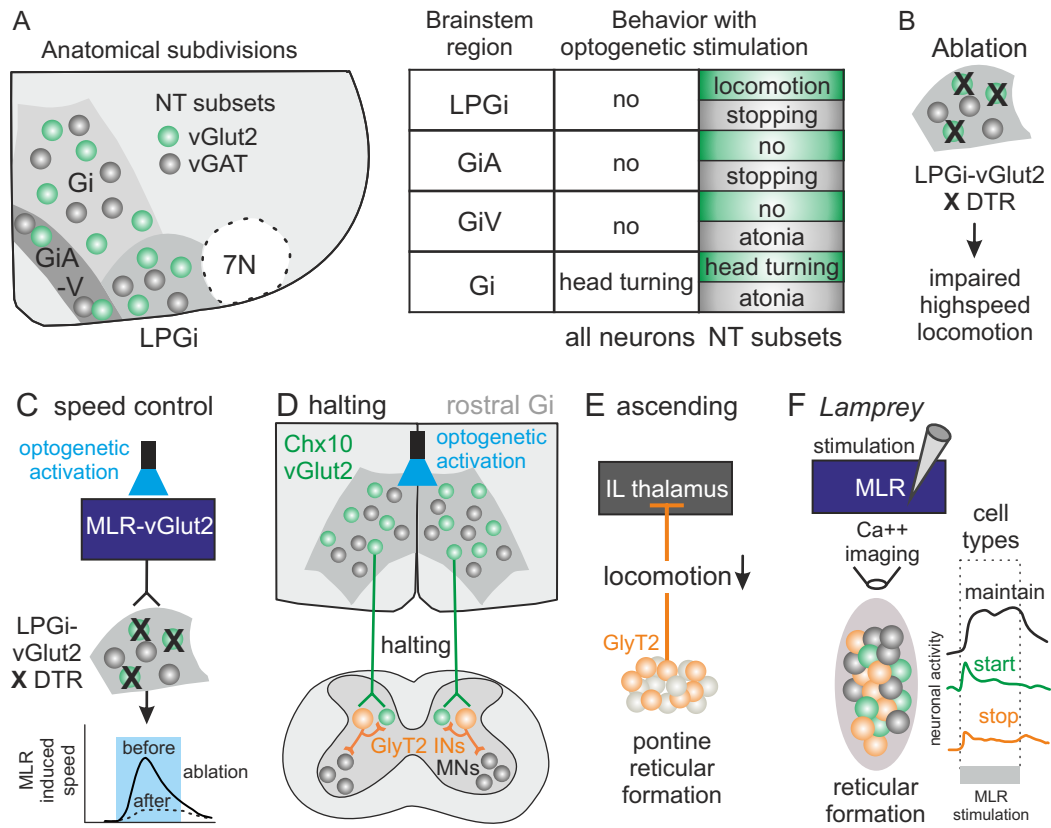 A
Anatomical subdivisions
NT subsets
vGlut2
vGAT
Gi
GiA
-V
7N
LPGi
Brainstem
region
Behavior with
optogenetic stimulation
LPGi
no
locomotion
stopping
GiA
no
no
stopping
GiV
no
no
atonia
Gi
head turning
head turning
atonia
all neurons
NT subsets
B
Ablation
X X X
LPGi-vGlut2
X DTR
impaired
highspeed
locomotion
C speed control
optogenetic
activation
MLR-vGlut2
X X X
LPGi-
vGlut2
X DTR
MLR
induced
speed
before
after
ablation
D halting
rostral Gi
Chx10
vGlut2
optogenetic
activation
halting
GlyT2 INs
MNs
E ascending
IL thalamus
locomotion
GlyT2
pontine
reticular
formation
F Lamprey
stimulation
MLR
Ca++
imaging
cell
types
maintain
start
stop
neuronal activity
reticular
formation
MLR
stimulation